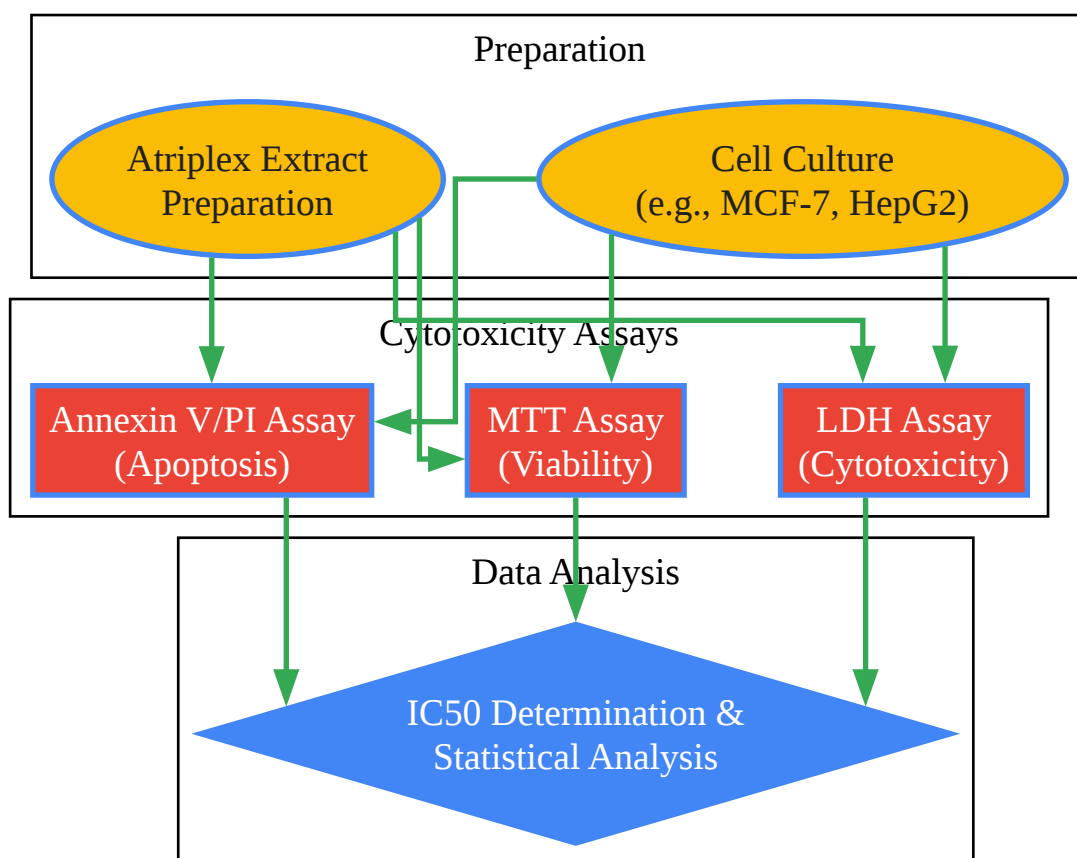 Preparation
Atriplex Extract
Preparation
Cell Culture
(e.g., MCF-7, HepG2)
Cytotoxicity Assays
Annexin V/PI Assay
(Apoptosis)
MTT Assay
(Viability)
LDH Assay
(Cytotoxicity)
Data Analysis
IC50 Determination &
Statistical Analysis